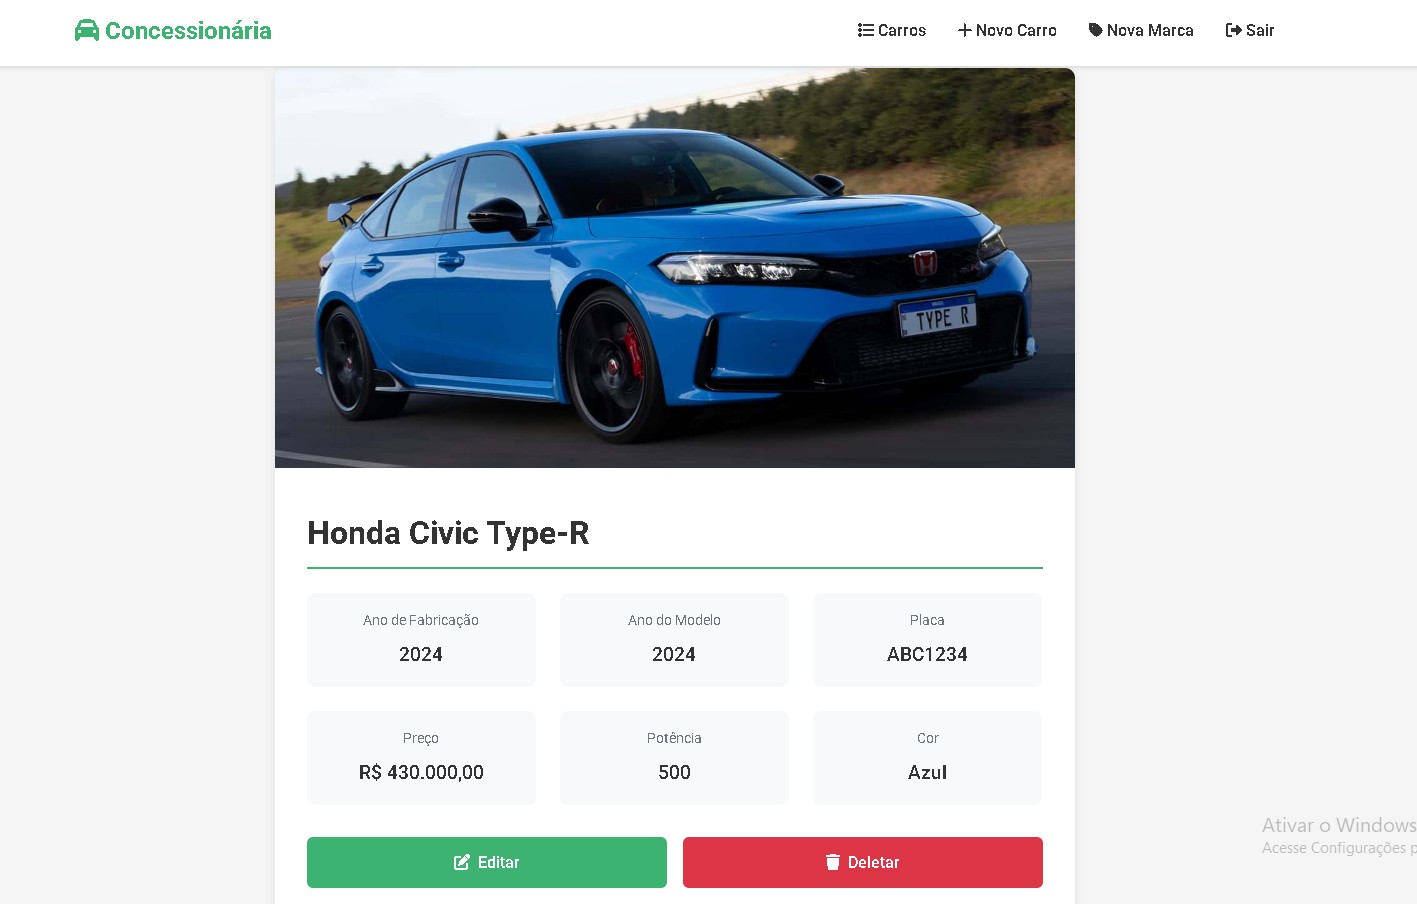 Concessionária
Carros
Novo Carro
Nova Marca
Sair
TYPE R
Honda Civic Type-R
Ano de Fabricação
2024
Ano do Modelo
2024
Placa
ABC1234
Preço
R$ 430.000,00
Potência
500
Cor
Azul
Editar
Deletar
Ativar o Windows
Acesse Configurações p